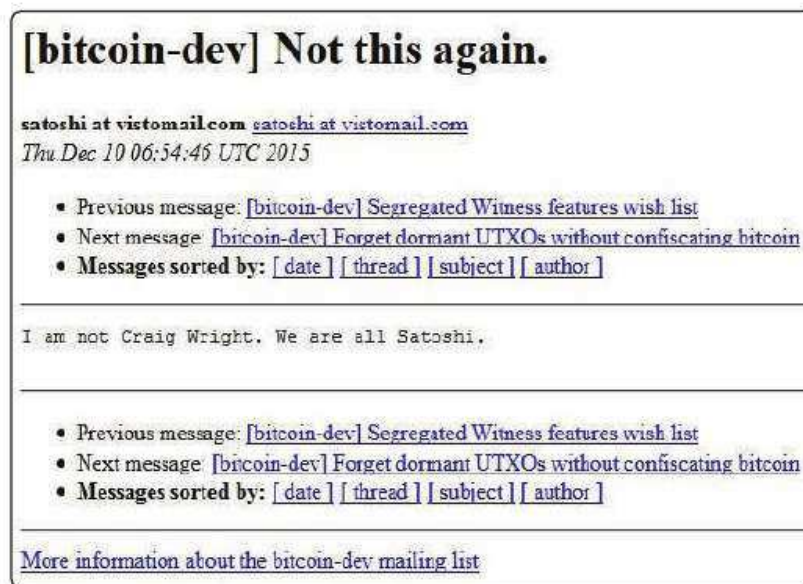 [bitcoin-dev] Not this again.
satoshi at vistomail.com satoshi at vistomail.com
Thu Dec 10 06:54:46 UTC 2015
• Previous message: [bitcoin-dev] Segregated Witness features wish list
• Next message: [bitcoin-dev] Forget dormant UTXOs without confiscating bitcoin
• Messages sorted by: [ date ] [ thread ] [ subject ] [ author ]
I am not Craig Wright. We are all Satoshi.
• Previous message: [bitcoin-dev] Segregated Witness features wish list
• Next message: [bitcoin-dev] Forget dormant UTXOs without confiscating bitcoin
• Messages sorted by: [ date ] [ thread ] [ subject ] [ author ]
More information about the bitcoin-dev mailing list